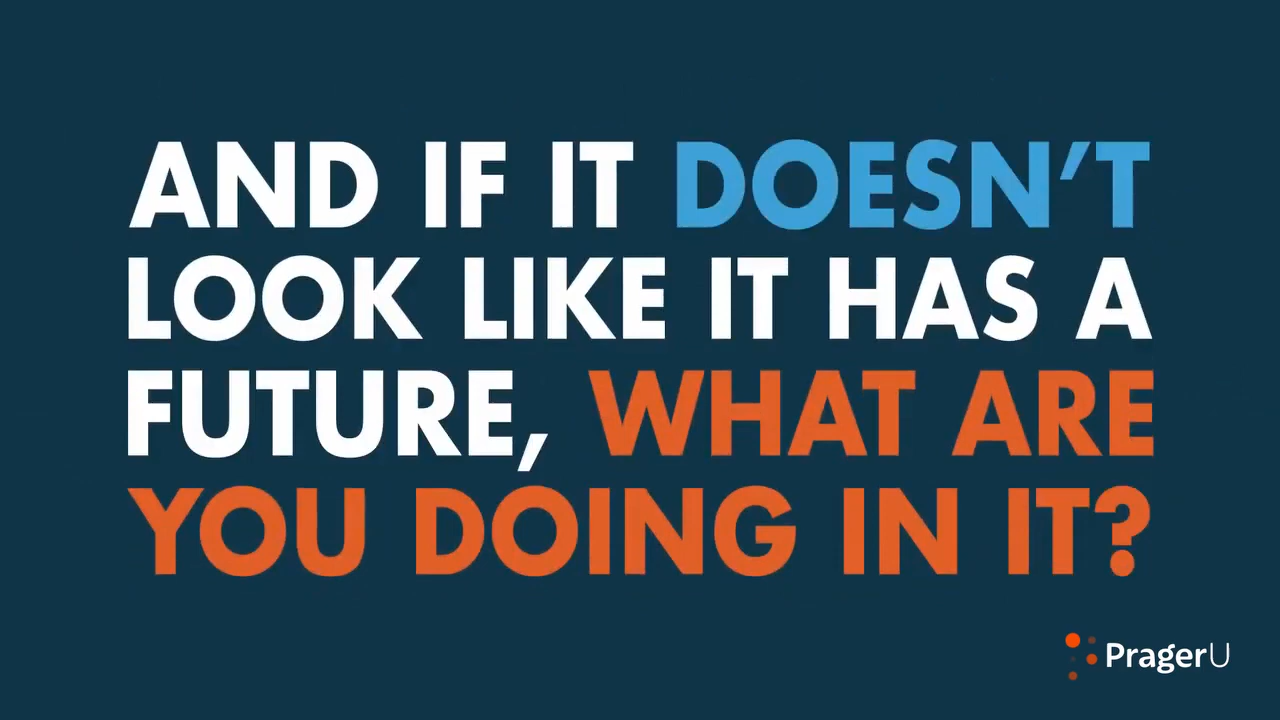 AND IF IT DOESN’T
LOOK LIKE IT HAS A
FUTURE, WHAT ARE
YOU DOING IN IT?
PragerU